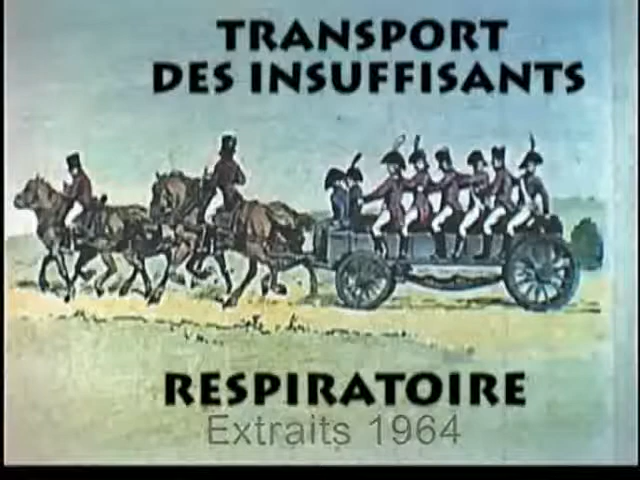 TRANSPORT
DES INSUFFISANTS
RESPIRATOIRE
Extraits 1964